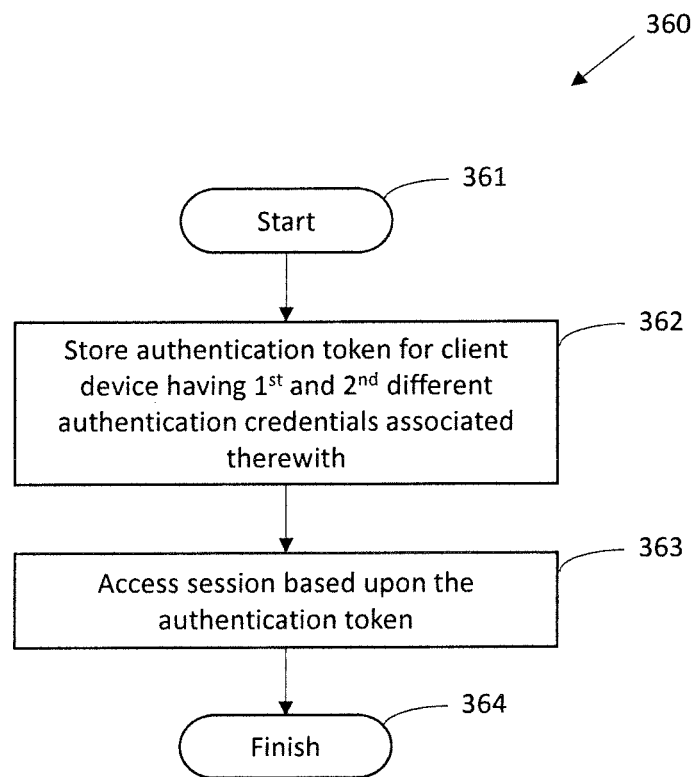 360
361
Start
362
Store authentication token for client
device having 1st and 2nd different
authentication credentials associated
therewith
363
Access session based upon the
authentication token
364
Finish